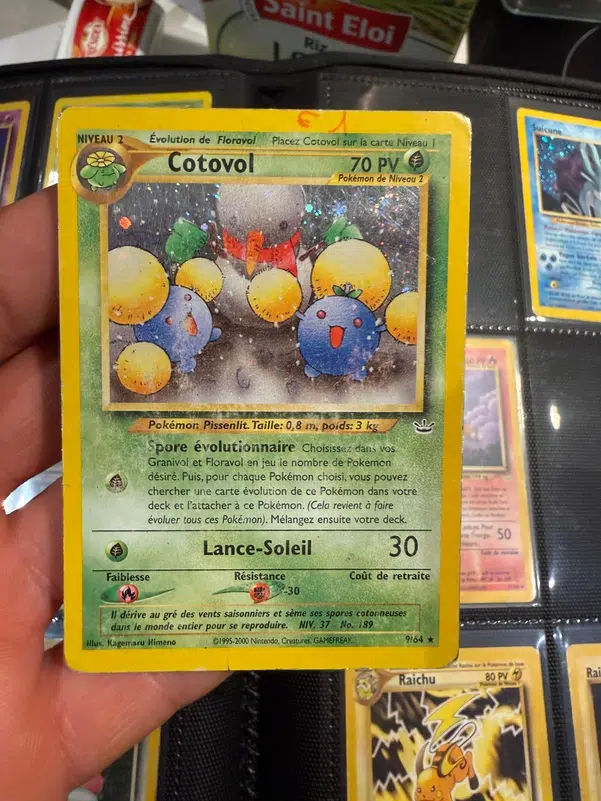 Saint Eloi
Riz
NIVEAU 2
Évolution de Floravol
Placez Cotovol sur la carte Niveau 1
Cotovol
70 PV
Pokémon de Niveau 2
Pokémon Pissenlit. Taille: 0,8 m, poids: 3 kg
Spore évolutionnaire Choisissez dans vos
Granivol et Floravol en jeu le nombre de Pokémon
désiré. Puis, pour chaque Pokémon choisi, vous pouvez
chercher une carte évolution de ce Pokémon dans votre
deck et l'attacher à ce Pokémon. (Cela revient à faire
évoluer tous ces Pokémon). Mélangez ensuite votre deck.
Lance-Soleil
30
Faiblesse
Résistance
Coût de retraite
-30
Il dérive au gré des vents saisonniers et sème ses spores cotonneuses
dans le monde entier pour se reproduire. NIV. 37 No. 189
Illus. Kagemaru Himeno
©1995-2000 Nintendo, Creatures, GAMEFREAK.
9/64
Suicune
50
Coût de retraite
Raichu
80 PV
Rai